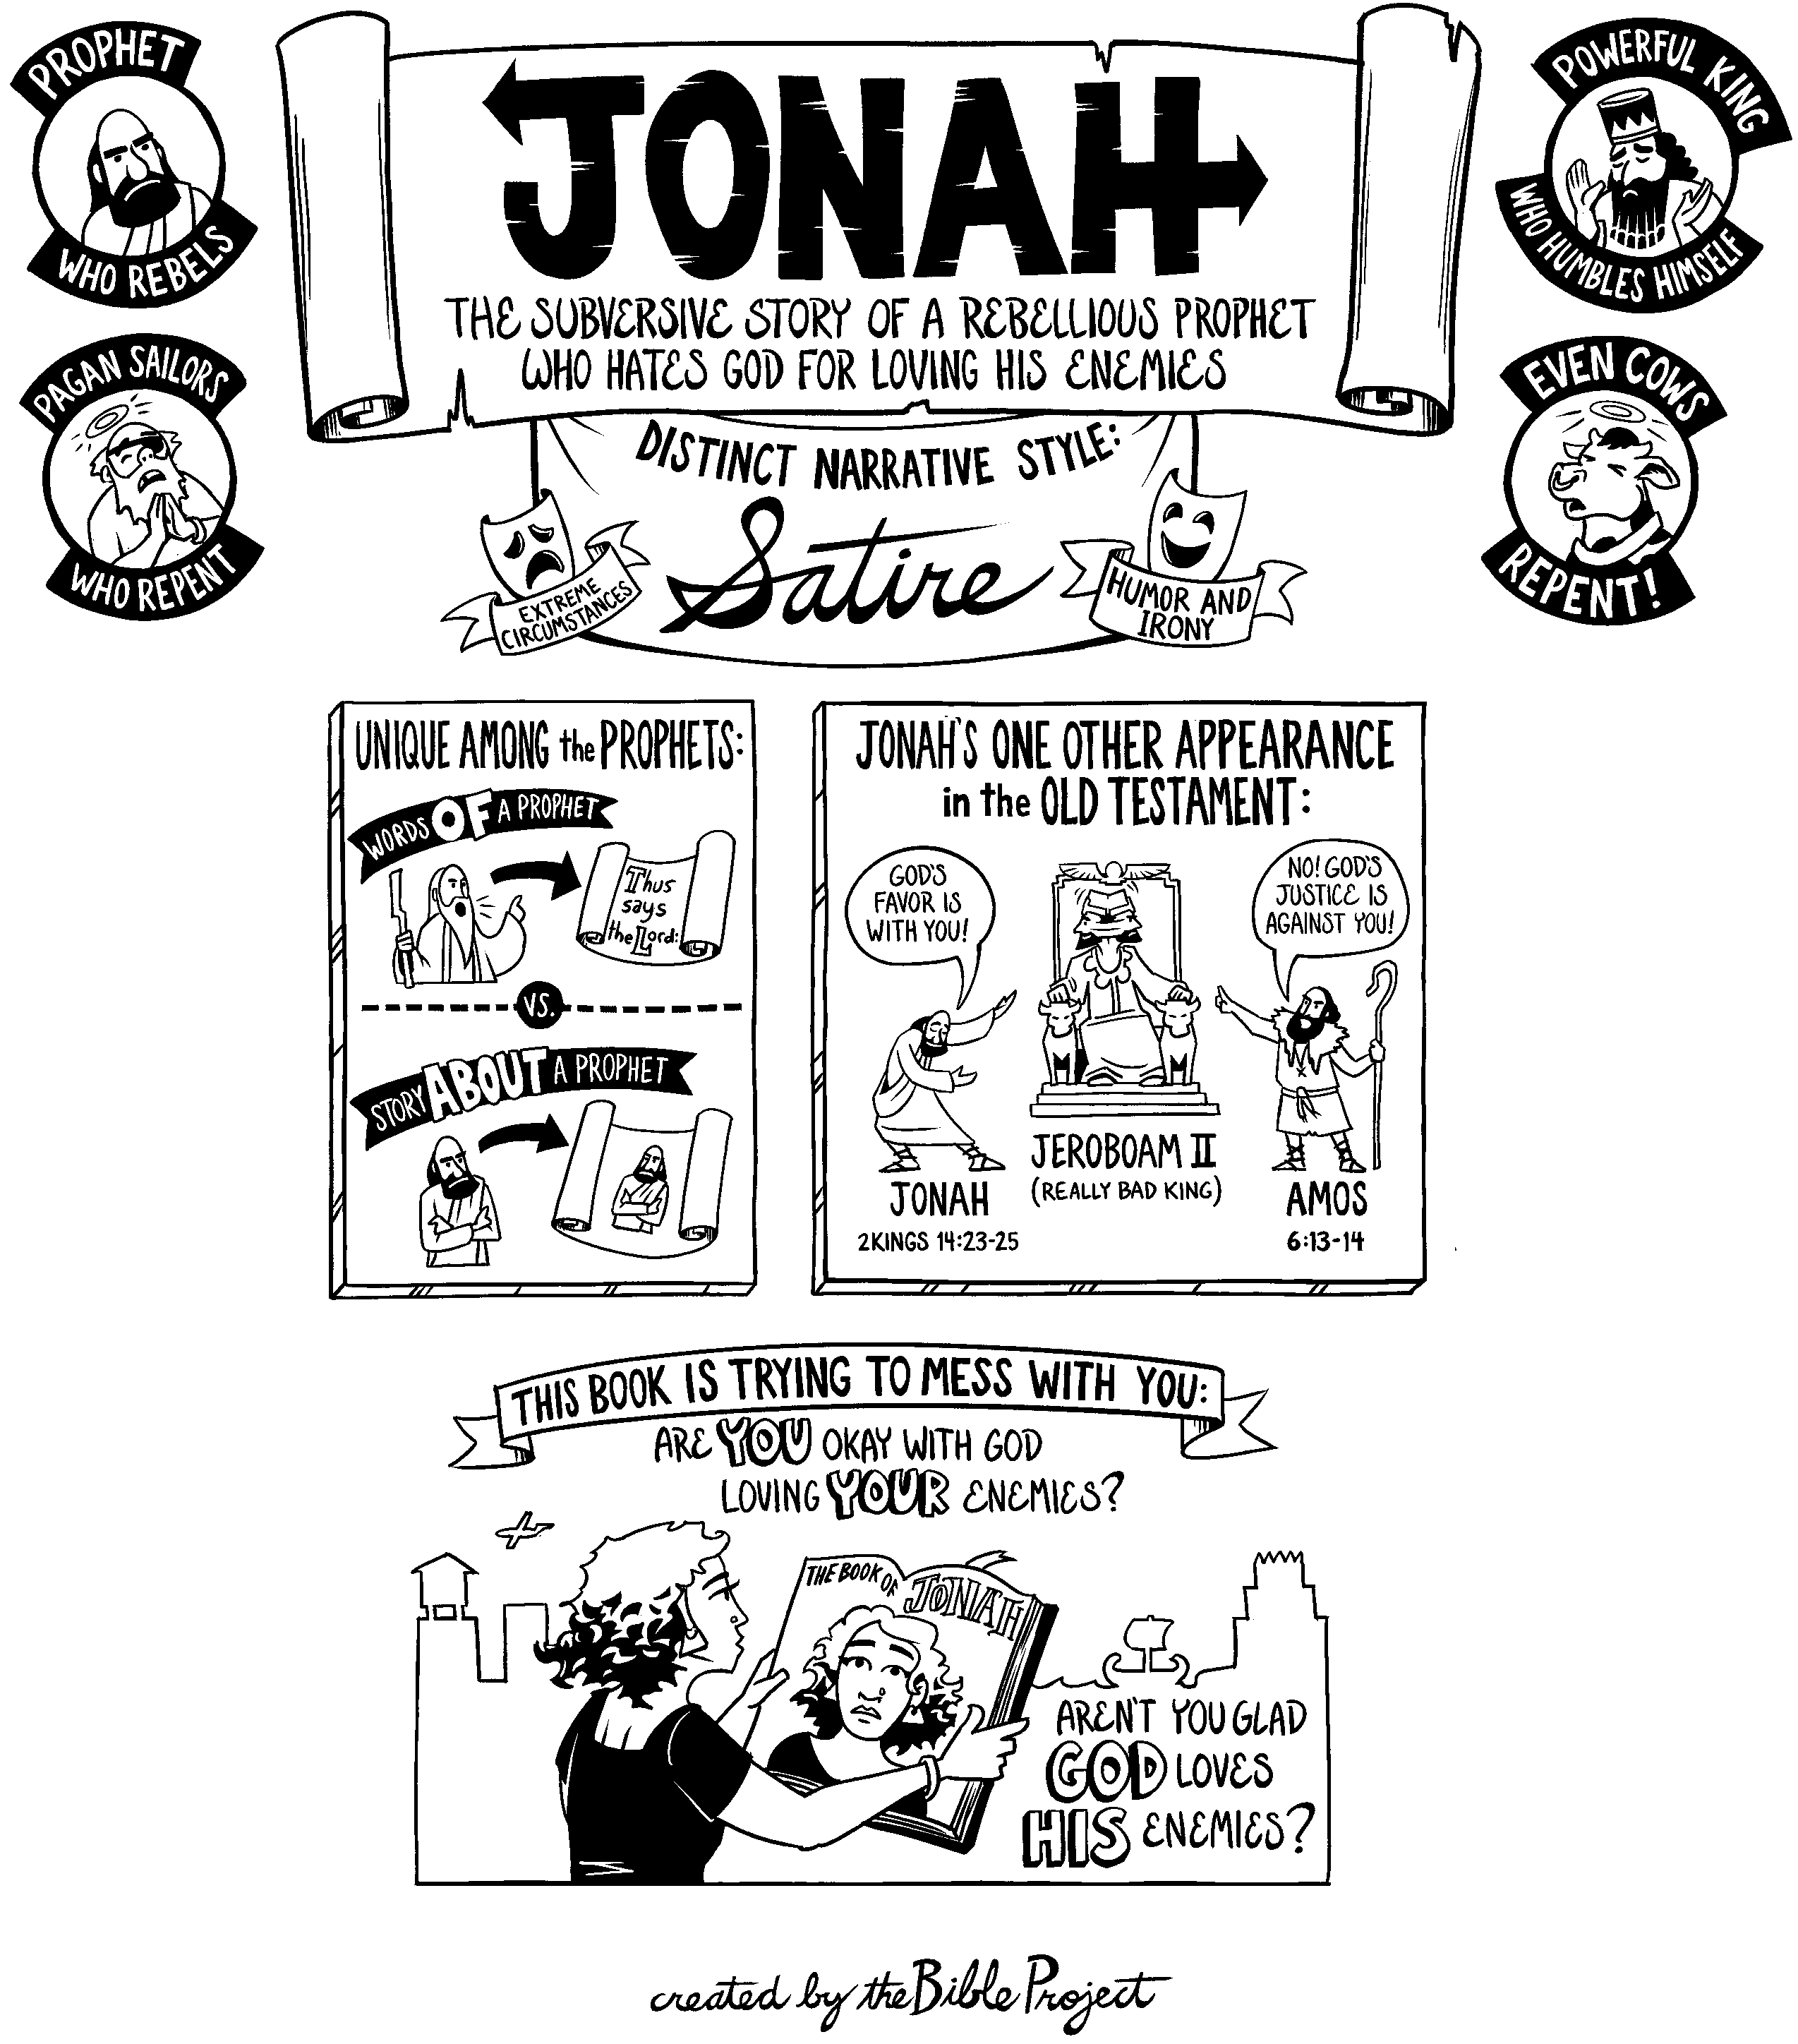 PROPHET
WHO REBELS
PAGAN SAILORS
WHO REPENT
JONAH
THE SUBVERSIVE STORY OF A REBELLIOUS PROPHET
WHO HATES GOD FOR LOVING HIS ENEMIES
DISTINCT NARRATIVE STYLE:
Satire
EXTREME
CIRCUMSTANCES
HUMOR AND
IRONY
POWERFUL KING
WHO HUMBLES HIMSELF
EVEN COWS
REPENT!
UNIQUE AMONG the PROPHETS:
WORDS OF A PROPHET
Thus
says
the Lord:
VS.
STORY ABOUT A PROPHET
JONAH'S ONE OTHER APPEARANCE
in the OLD TESTAMENT:
GOD'S
FAVOR IS
WITH YOU!
NO! GOD'S
JUSTICE IS
AGAINST YOU!
JONAH
2KINGS 14:23-25
JEROBOAM II
(REALLY BAD KING)
AMOS
6:13-14
THIS BOOK IS TRYING TO MESS WITH YOU:
ARE YOU OKAY WITH GOD
LOVING YOUR ENEMIES?
THE BOOK OF JONAH
AREN'T YOU GLAD
GOD LOVES
HIS ENEMIES?
created by the Bible Project